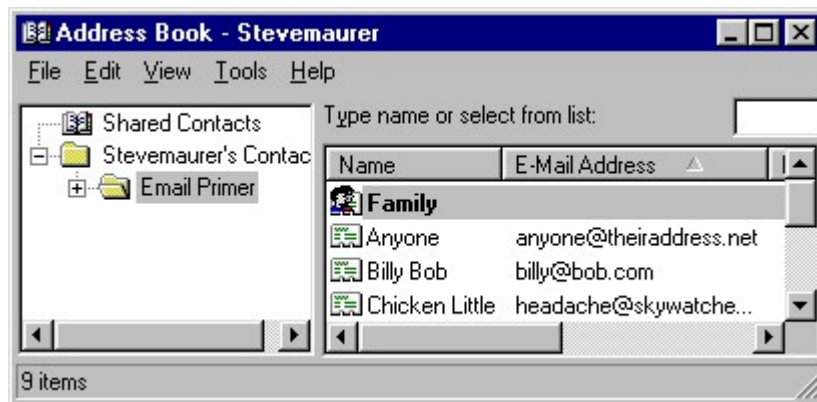 Address Book - Stevemaurer
File Edit View Tools Help
Type name or select from list:
Shared Contacts
Stevemaurer's Contac
Email Primer
Name E-Mail Address
Family
Anyone anyone@theiraddress.net
Billy Bob billy@bob.com
Chicken Little headache@skywatche...
9 items